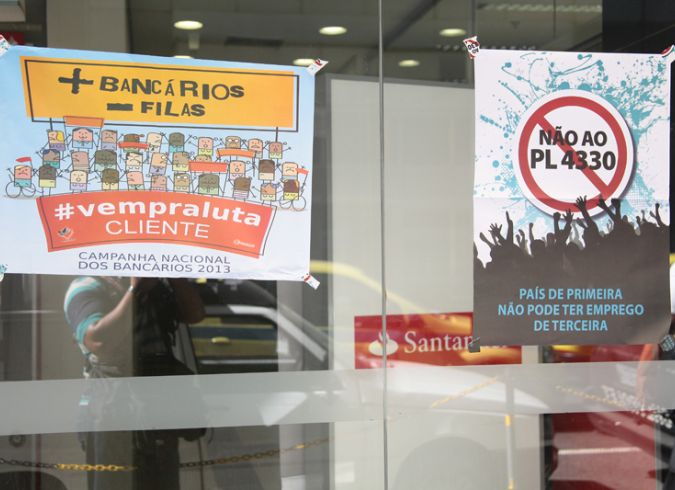 + BANCÁRIOS
- FILAS
#vempraluta
CLIENTE
CAMPANHA NACIONAL
DOS BANCÁRIOS 2013
NÃO AO
PL 4330
PAÍS DE PRIMEIRA
NÃO PODE TER EMPREGO
DE TERCEIRA
Santan